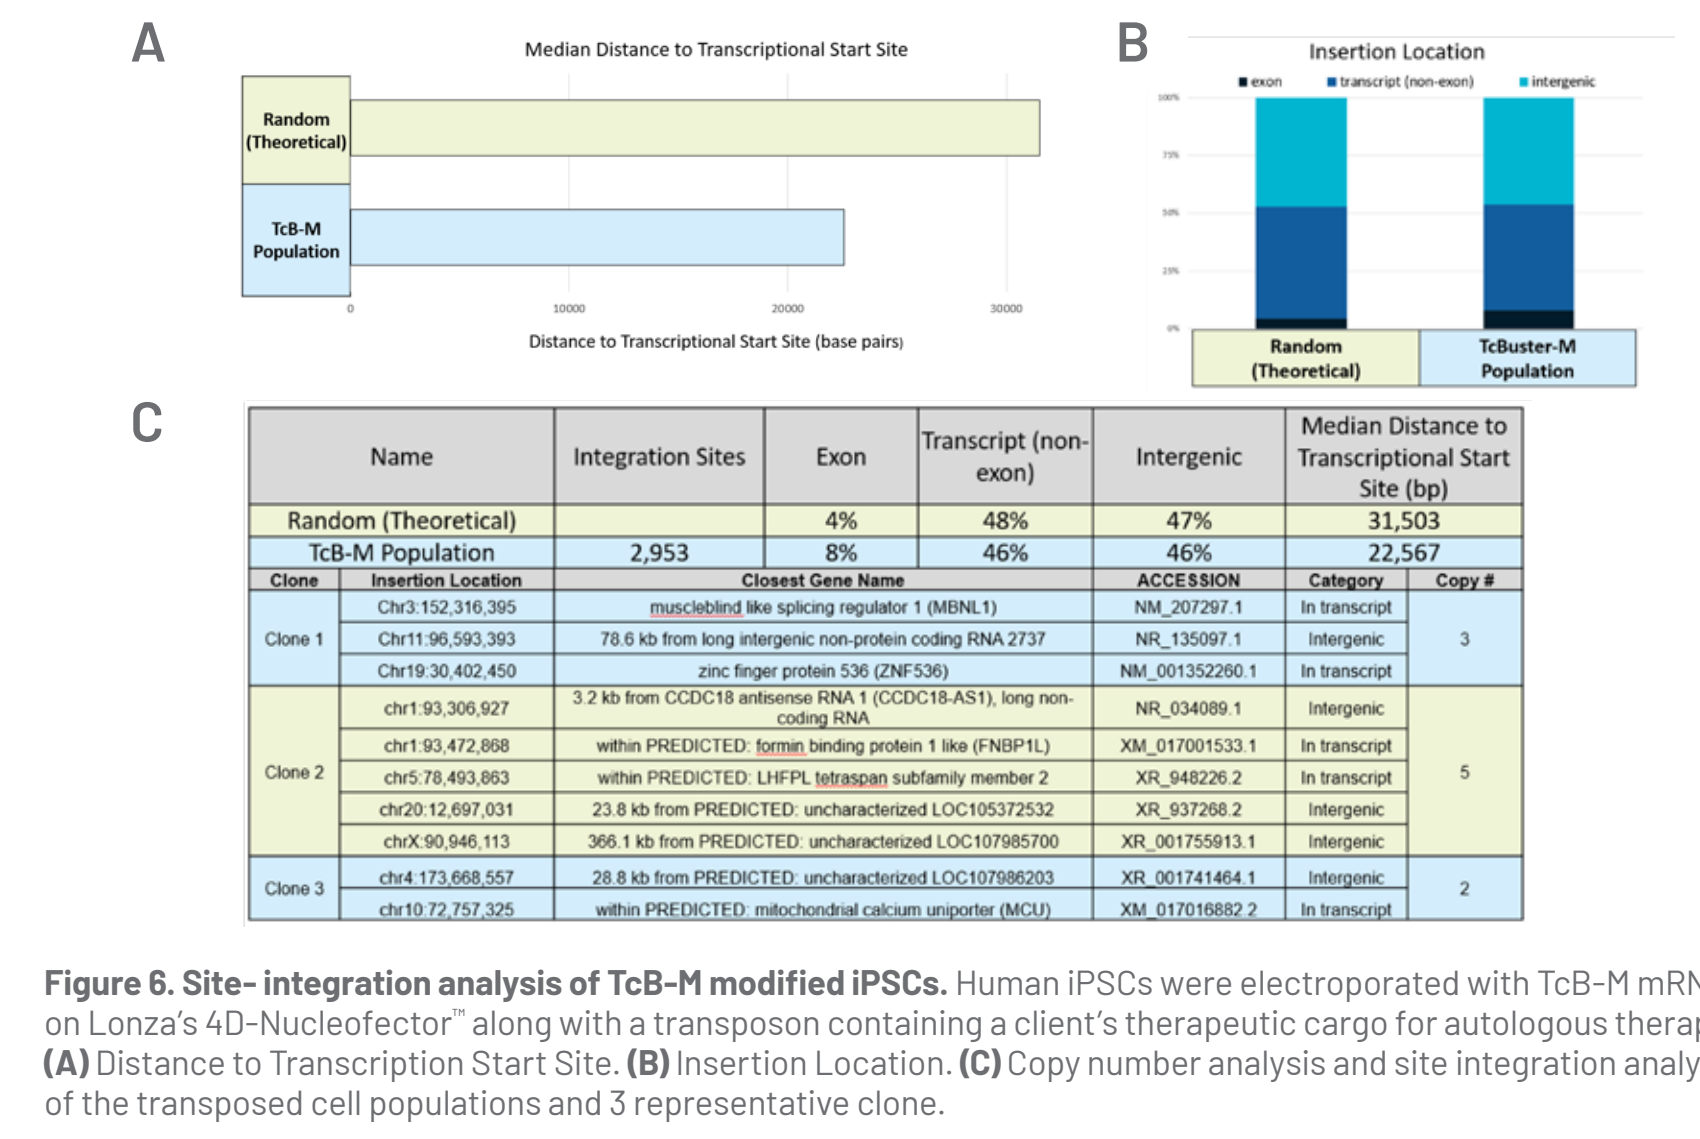 A
Median Distance to Transcriptional Start Site
Random
(Theoretical)
TcB-M
Population
0 10000 20000 30000
Distance to Transcriptional Start Site (base pairs)
B
Insertion Location
exon transcript (non-exon) intergenic
100%
75%
50%
25%
0%
Random
(Theoretical)
TcBuster-M
Population
C
Name Integration Sites Exon Transcript (non-
exon) Intergenic Median Distance to
Transcriptional Start
Site (bp)
Random (Theoretical) 4% 48% 47% 31,503
TcB-M Population 2,953 8% 46% 46% 22,567
Clone Insertion Location Closest Gene Name ACCESSION Category Copy #
Clone 1 Chr3:152,316,395 muscleblind like splicing regulator 1 (MBNL1) NM_207297.1 In transcript 3
Chr11:96,593,393 78.6 kb from long intergenic non-protein coding RNA 2737 NR_135097.1 Intergenic
Chr19:30,402,450 zinc finger protein 536 (ZNF536) NM_001352260.1 In transcript
Clone 2 chr1:93,306,927 3.2 kb from CCDC18 antisense RNA 1 (CCDC18-AS1), long non-
coding RNA NR_034089.1 Intergenic 5
chr1:93,472,868 within PREDICTED: formin binding protein 1 like (FNBP1L) XM_017001533.1 In transcript
chr5:78,493,863 within PREDICTED: LHFPL tetraspan subfamily member 2 XR_948226.2 In transcript
chr20:12,697,031 23.8 kb from PREDICTED: uncharacterized LOC105372532 XR_937268.2 Intergenic
chrX:90,946,113 366.1 kb from PREDICTED: uncharacterized LOC107985700 XR_001755913.1 Intergenic
Clone 3 chr4:173,668,557 28.8 kb from PREDICTED: uncharacterized LOC107986203 XR_001741464.1 Intergenic 2
chr10:72,757,325 within PREDICTED: mitochondrial calcium uniporter (MCU) XM_017016882.2 In transcript
Figure 6. Site- integration analysis of TcB-M modified iPSCs. Human iPSCs were electroporated with TcB-M mRN
on Lonza's 4D-Nucleofector™ along with a transposon containing a client's therapeutic cargo for autologous therap
(A) Distance to Transcription Start Site. (B) Insertion Location. (C) Copy number analysis and site integration analy
of the transposed cell populations and 3 representative clone.